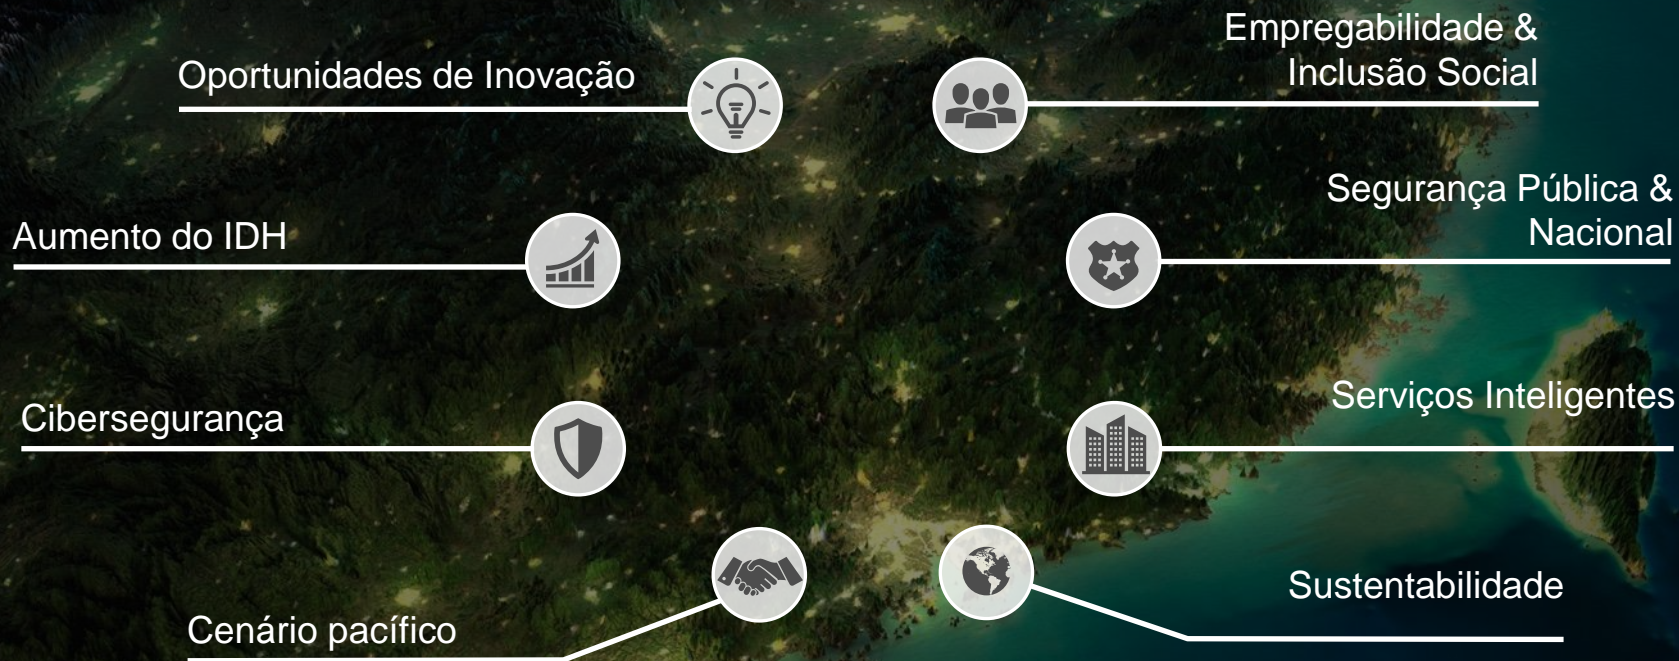 Oportunidades de Inovação
Empregabilidade &
Inclusão Social
Aumento do IDH
Segurança Pública &
Nacional
Cibersegurança
Serviços Inteligentes
Cenário pacífico
Sustentabilidade